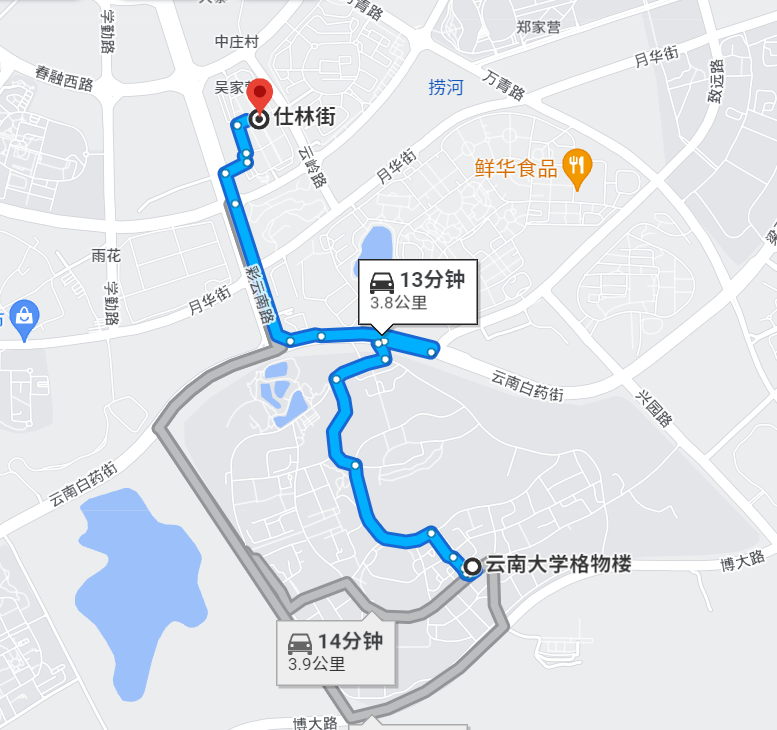 万青路
学勤路
中庄村
郑家营
月华街
春融西路
吴家营
捞河
万青路
致远路
仕林街
云岭路
月华街
鲜华食品
雨花
学勤路
月华街
彩云南路
13分钟
3.8公里
云南白药街
兴园路
云南白药街
云南大学格物楼
博大路
14分钟
3.9公里
博大路